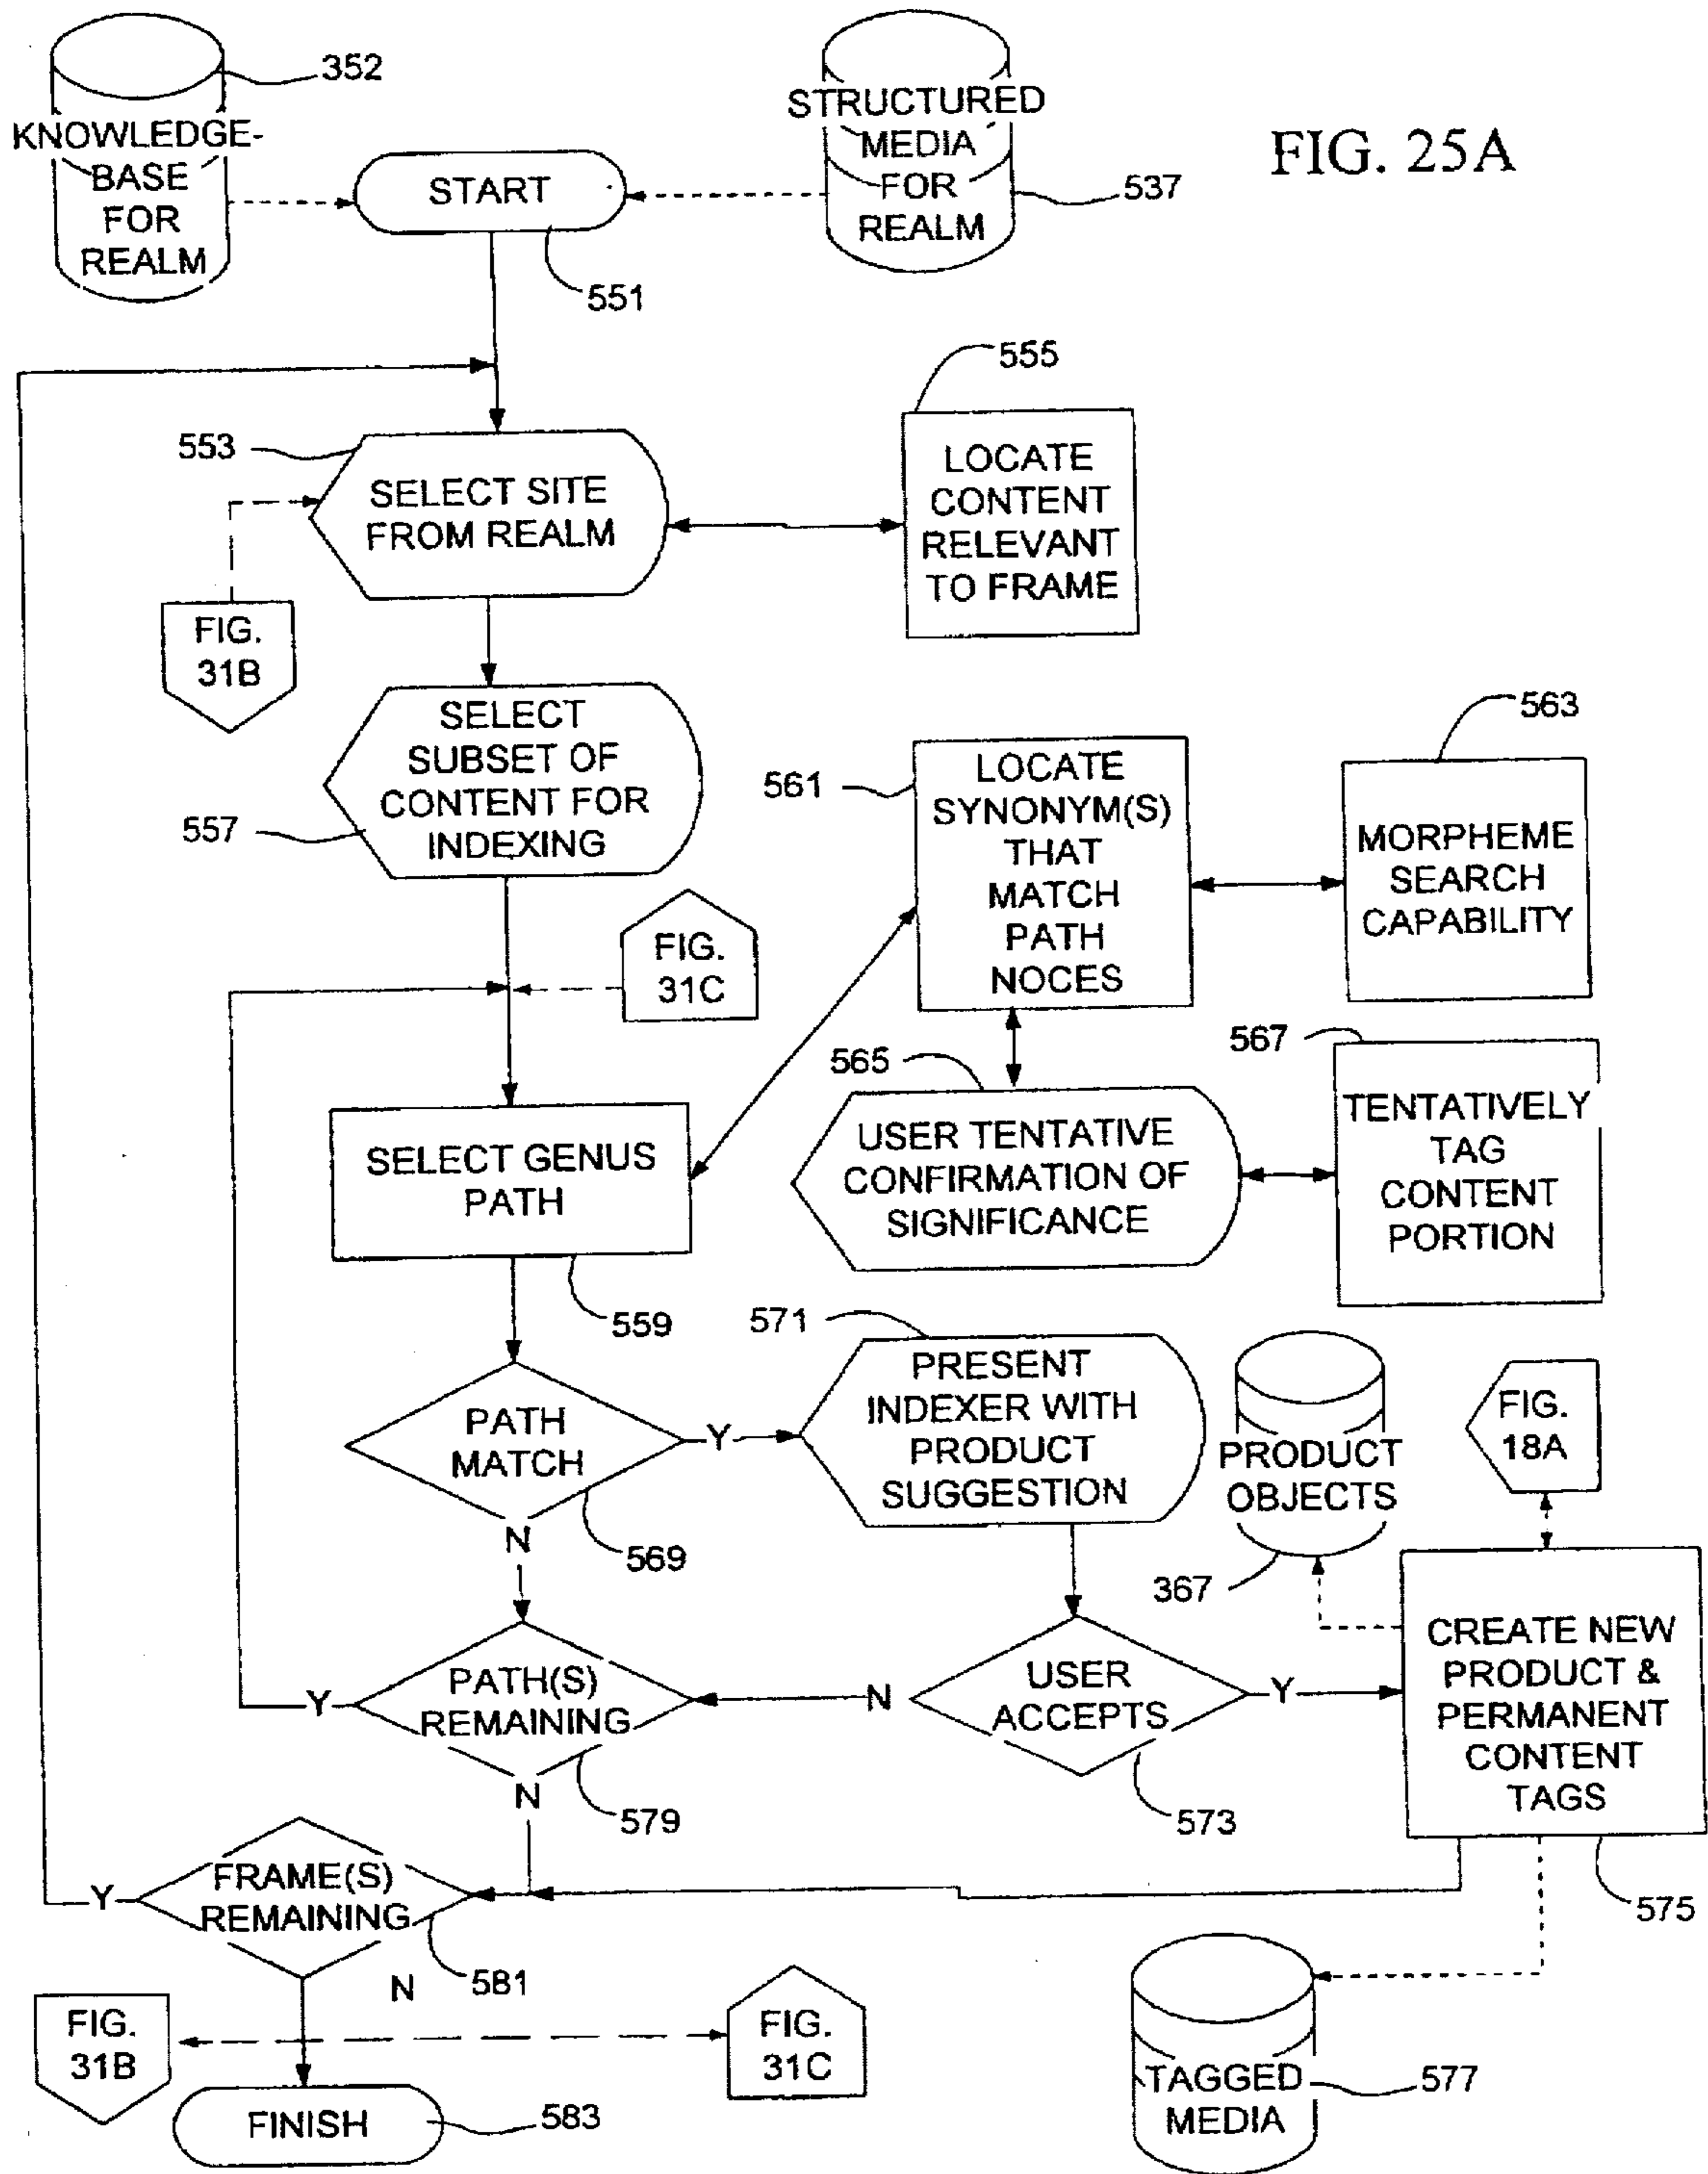 352
KNOWLEDGE-
BASE
FOR
REALM
START
551
STRUCTURED
MEDIA
FOR
REALM
537
FIG. 25A
553
SELECT SITE
FROM REALM
555
LOCATE
CONTENT
RELEVANT
TO FRAME
FIG.
31B
SELECT
SUBSET OF
CONTENT FOR
INDEXING
557
561
LOCATE
SYNONYM(S)
THAT
MATCH
PATH
NOCES
563
MORPHEME
SEARCH
CAPABILITY
FIG.
31C
565
USER TENTATIVE
CONFIRMATION OF
SIGNIFICANCE
567
TENTATIVELY
TAG
CONTENT
PORTION
SELECT GENUS
PATH
559
PATH
MATCH
569
Y
N
571
PRESENT
INDEXER WITH
PRODUCT
SUGGESTION
PRODUCT
OBJECTS
367
FIG.
18A
PATH(S)
REMAINING
579
Y
N
USER
ACCEPTS
573
N
Y
CREATE NEW
PRODUCT &
PERMANENT
CONTENT
TAGS
575
FRAME(S)
REMAINING
581
Y
N
FIG.
31B
FIG.
31C
FINISH
583
TAGGED
MEDIA
577